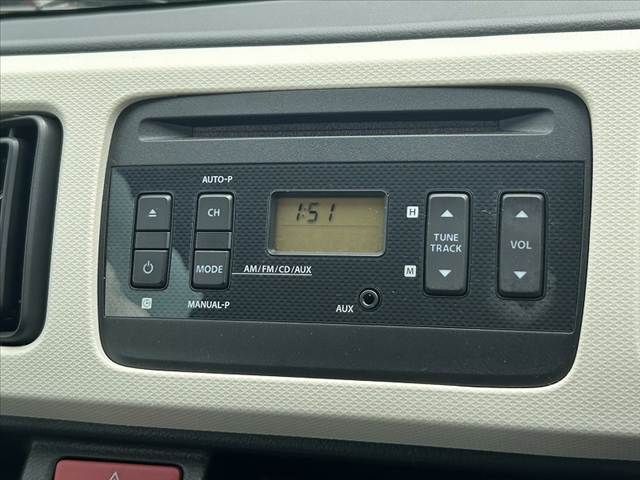 AUTO-P
CH
1:51
H
TUNE
TRACK
VOL
MODE
AM/FM/CD/AUX
M
MANUAL-P
AUX